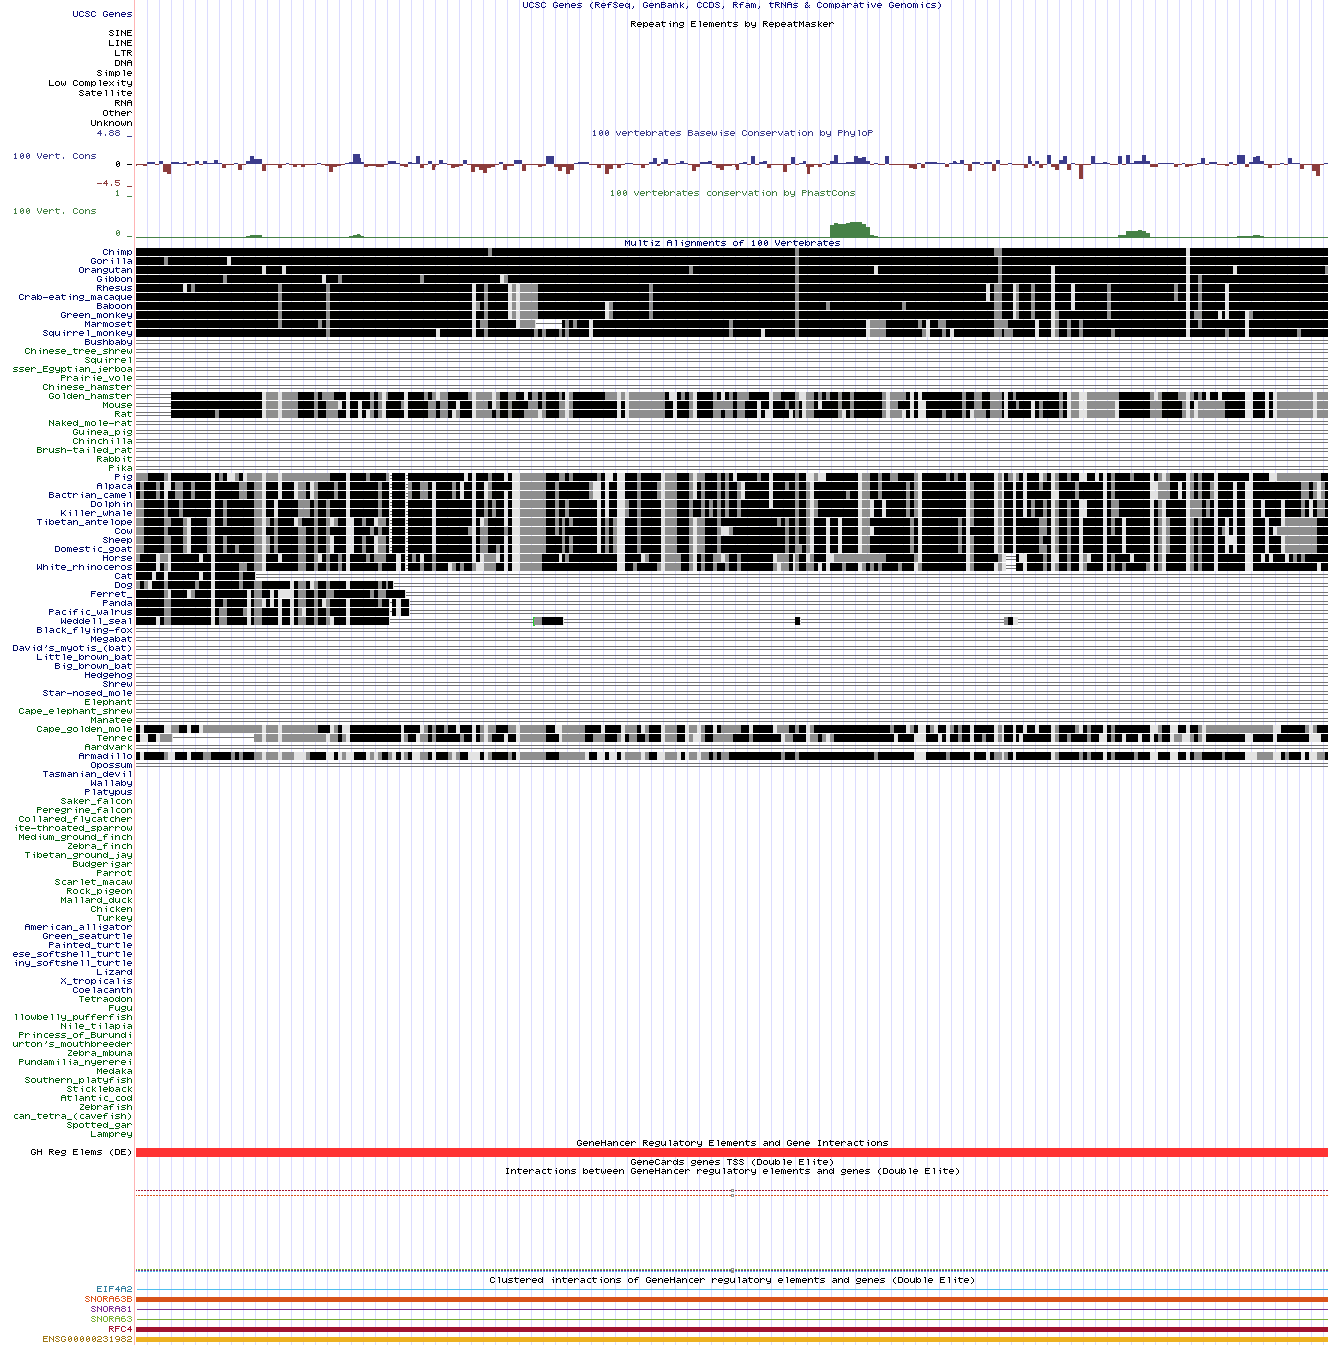 UCSC Genes (RefSeq, GenBank, CCDS, Rfam, tRNAs & Comparative Genomics)
UCSC Genes
Repeating Elements by RepeatMasker
SINE
LINE
LTR
DNA
Simple
Low Complexity
Satellite
RNA
Other
Unknown
4.88 _
100 vertebrates Basewise Conservation by PhyloP
100 Vert. Cons
0 _
-4.5 _
100 vertebrates conservation by PhastCons
1 _
100 Vert. Cons
0 _
Multiz Alignments of 100 Vertebrates
Chimp
Gorilla
Orangutan
Gibbon
Rhesus
Crab-eating_macaque
Baboon
Green_monkey
Marmoset
Squirrel_monkey
Bushbaby
Chinese_tree_shrew
Squirrel
sser_Egyptian_jerboa
Prairie_vole
Chinese_hamster
Golden_hamster
Mouse
Rat
Naked_mole-rat
Guinea_pig
Chinchilla
Brush-tailed_rat
Rabbit
Pika
Pig
Alpaca
Bactrian_camel
Dolphin
Killer_whale
Tibetan_antelope
Cow
Sheep
Domestic_goat
Horse
White_rhinoceros
Cat
Dog
Ferret_
Panda
Pacific_walrus
Weddell_seal
Black_flying-fox
Megabat
David's_myotis_(bat)
Little_brown_bat
Big_brown_bat
Hedgehog
Shrew
Star-nosed_mole
Elephant
Cape_elephant_shrew
Manatee
Cape_golden_mole
Tenrec
Aardvark
Armadillo
Opossum
Tasmanian_devil
Wallaby
Platypus
Saker_falcon
Peregrine_falcon
Collared_flycatcher
ite-throated_sparrow
Medium_ground_finch
Zebra_finch
Tibetan_ground_jay
Budgerigar
Parrot
Scarlet_macaw
Rock_pigeon
Mallard_duck
Chicken
Turkey
American_alligator
Green_seaturtle
Painted_turtle
ese_softshell_turtle
iny_softshell_turtle
Lizard
X_tropicalis
Coelacanth
Tetraodon
Fugu
llowbelly_pufferfish
Nile_tilapia
Princess_of_Burundi
urton's_mouthbreeder
Zebra_mbuna
Pundamilia_nyererei
Medaka
Southern_platyfish
Stickleback
Atlantic_cod
Zebrafish
can_tetra_(cavefish)
Spotted_gar
Lamprey
GeneHancer Regulatory Elements and Gene Interactions
GH Reg Elems (DE)
GeneCards genes TSS (Double Elite)
Interactions between GeneHancer regulatory elements and genes (Double Elite)
Clustered interactions of GeneHancer regulatory elements and genes (Double Elite)
EIF4A2
SNORA63B
SNORA81
SNORA63
RFC4
ENSG00000231982